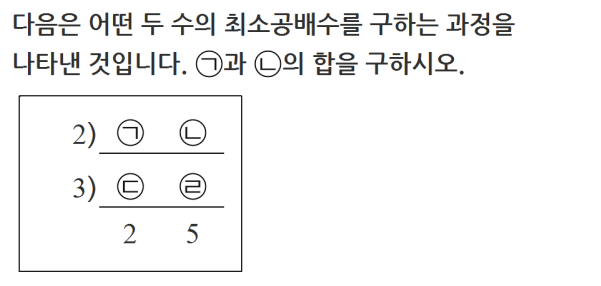 다음은 어떤 두 수의 최소공배수를 구하는 과정을
나타낸 것입니다. ㉠과 ㉡의 합을 구하시오.
2) ㉠ ㉡
3) ㉢ ㉣
2 5